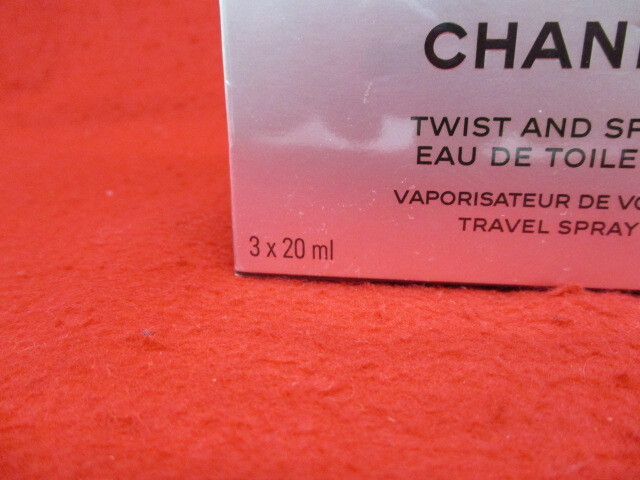 CHAN
TWIST AND SP
EAU DE TOILE
VAPORISATEUR DE VO
TRAVEL SPRAY
3 x 20 ml